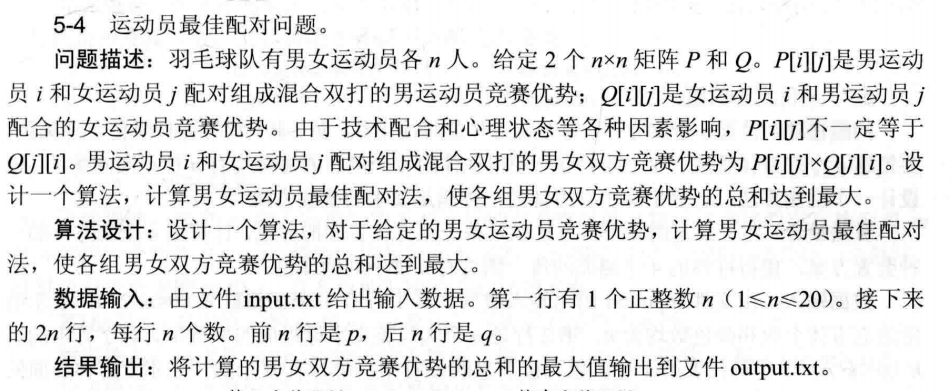 5-4 运动员最佳配对问题。
问题描述：羽毛球队有男女运动员各 n 人。给定 2 个 n×n 矩阵 P 和 Q。P[i][j]是男运动
员 i 和女运动员 j 配对组成混合双打的男运动员竞赛优势；Q[i][j]是女运动员 i 和男运动员 j
配合的女运动员竞赛优势。由于技术配合和心理状态等各种因素影响，P[i][j]不一定等于
Q[j][i]。男运动员 i 和女运动员 j 配对组成混合双打的男女双方竞赛优势为 P[i][j]×Q[j][i]。设
计一个算法，计算男女运动员最佳配对法，使各组男女双方竞赛优势的总和达到最大。
算法设计：设计一个算法，对于给定的男女运动员竞赛优势，计算男女运动员最佳配对
法，使各组男女双方竞赛优势的总和达到最大。
数据输入：由文件 input.txt 给出输入数据。第一行有 1 个正整数 n（1≤n≤20）。接下来
的 2n 行，每行 n 个数。前 n 行是 p，后 n 行是 q。
结果输出：将计算的男女双方竞赛优势的总和的最大值输出到文件 output.txt。